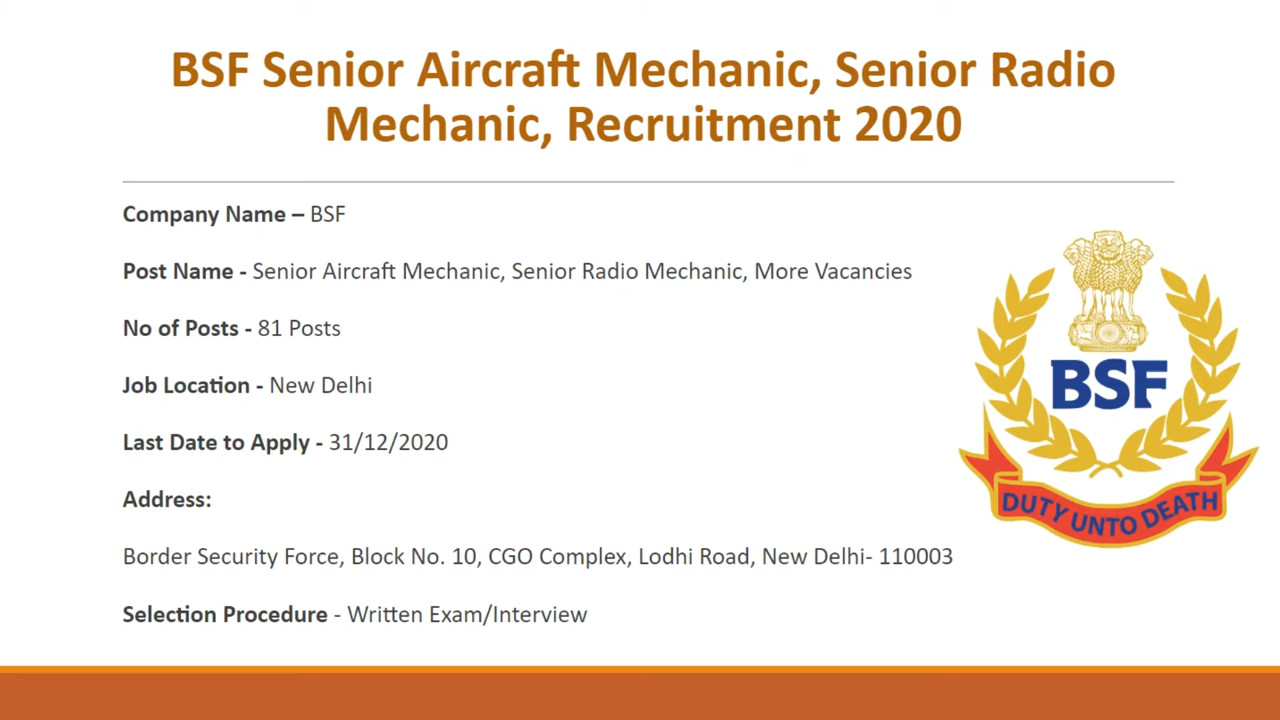 BSF Senior Aircraft Mechanic, Senior Radio
Mechanic, Recruitment 2020
Company Name – BSF
Post Name - Senior Aircraft Mechanic, Senior Radio Mechanic, More Vacancies
No of Posts - 81 Posts
Job Location - New Delhi
Last Date to Apply - 31/12/2020
Address:
Border Security Force, Block No. 10, CGO Complex, Lodhi Road, New Delhi- 110003
Selection Procedure - Written Exam/Interview
BSF
DUTY UNTO DEATH